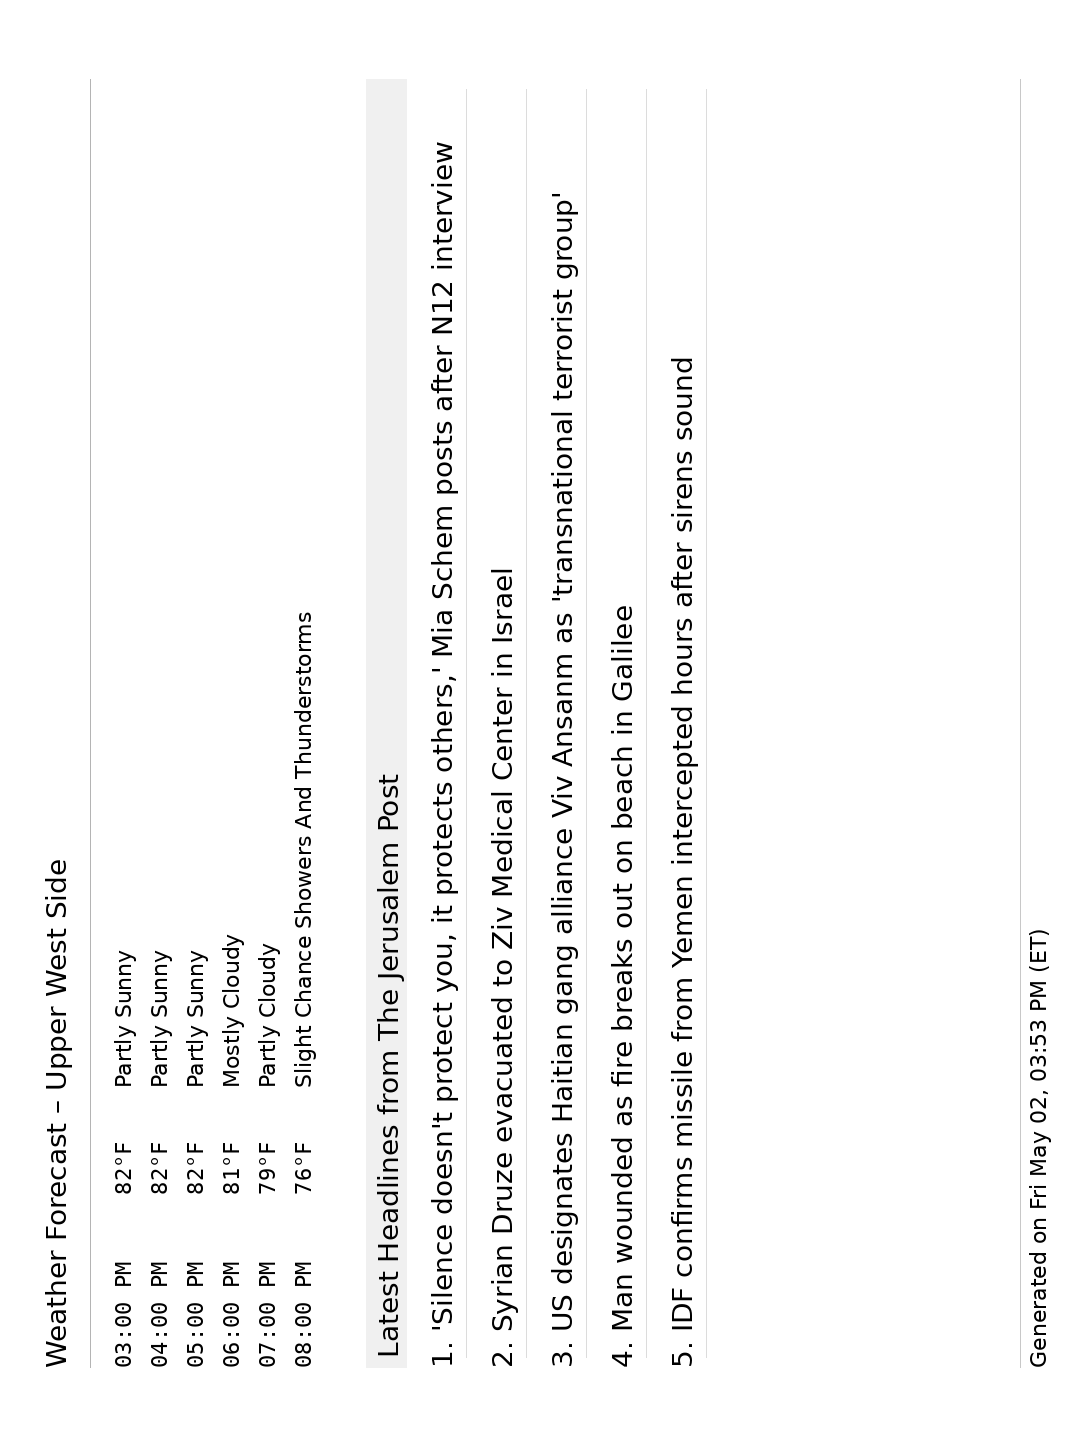 Weather Forecast – Upper West Side
03:00 PM 82°F Partly Sunny
04:00 PM 82°F Partly Sunny
05:00 PM 82°F Partly Sunny
06:00 PM 81°F Mostly Cloudy
07:00 PM 79°F Partly Cloudy
08:00 PM 76°F Slight Chance Showers And Thunderstorms
Latest Headlines from The Jerusalem Post
1. 'Silence doesn't protect you, it protects others,' Mia Schem posts after N12 interview
2. Syrian Druze evacuated to Ziv Medical Center in Israel
3. US designates Haitian gang alliance Viv Ansanm as 'transnational terrorist group'
4. Man wounded as fire breaks out on beach in Galilee
5. IDF confirms missile from Yemen intercepted hours after sirens sound
Generated on Fri May 02, 03:53 PM (ET)